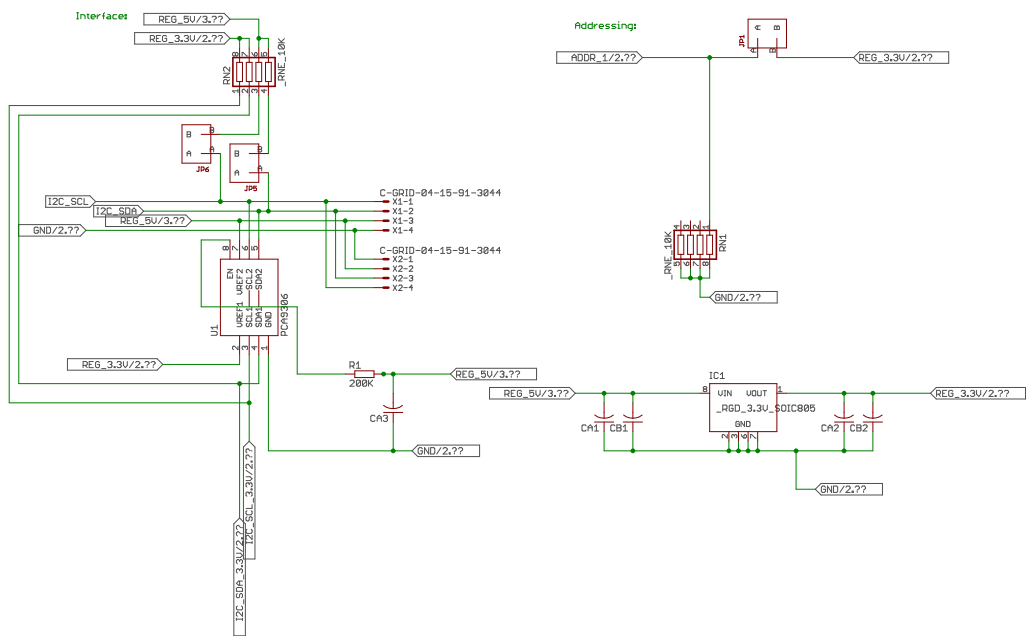 Interface:
REG_5V/3.??
REG_3.3V/2.??
8 7 6 5
RN2
_RNE_10K
1 2 3 4
B B
A A
JP6
B B
A A
JP5
I2C_SCL
I2C_SDA
REG_5V/3.??
GND/2.??
C-GRID-04-15-91-3044
X1-1
X1-2
X1-3
X1-4
C-GRID-04-15-91-3044
X2-1
X2-2
X2-3
X2-4
8 7 6 5
EN VREF2 SCL2 SDA2
VREF1 SCL1 SDA1 GND
U1
PCA9306
2 3 4 1
REG_3.3V/2.??
R1
200K
REG_5V/3.??
CA3
GND/2.??
I2C_SCL_3.3V/2.??
I2C_SDA_3.3V/2.??
Addressing:
JP1
A B
A B
ADDR_1/2.??
REG_3.3V/2.??
4 3 2 1
_RNE_10K
RN1
5 6 7 8
GND/2.??
IC1
REG_5V/3.??
8 VIN VOUT 1
REG_3.3V/2.??
_RGD_3.3V_SOIC805
GND
CA1 CB1
CA2 CB2
2 3 6 7
GND/2.??